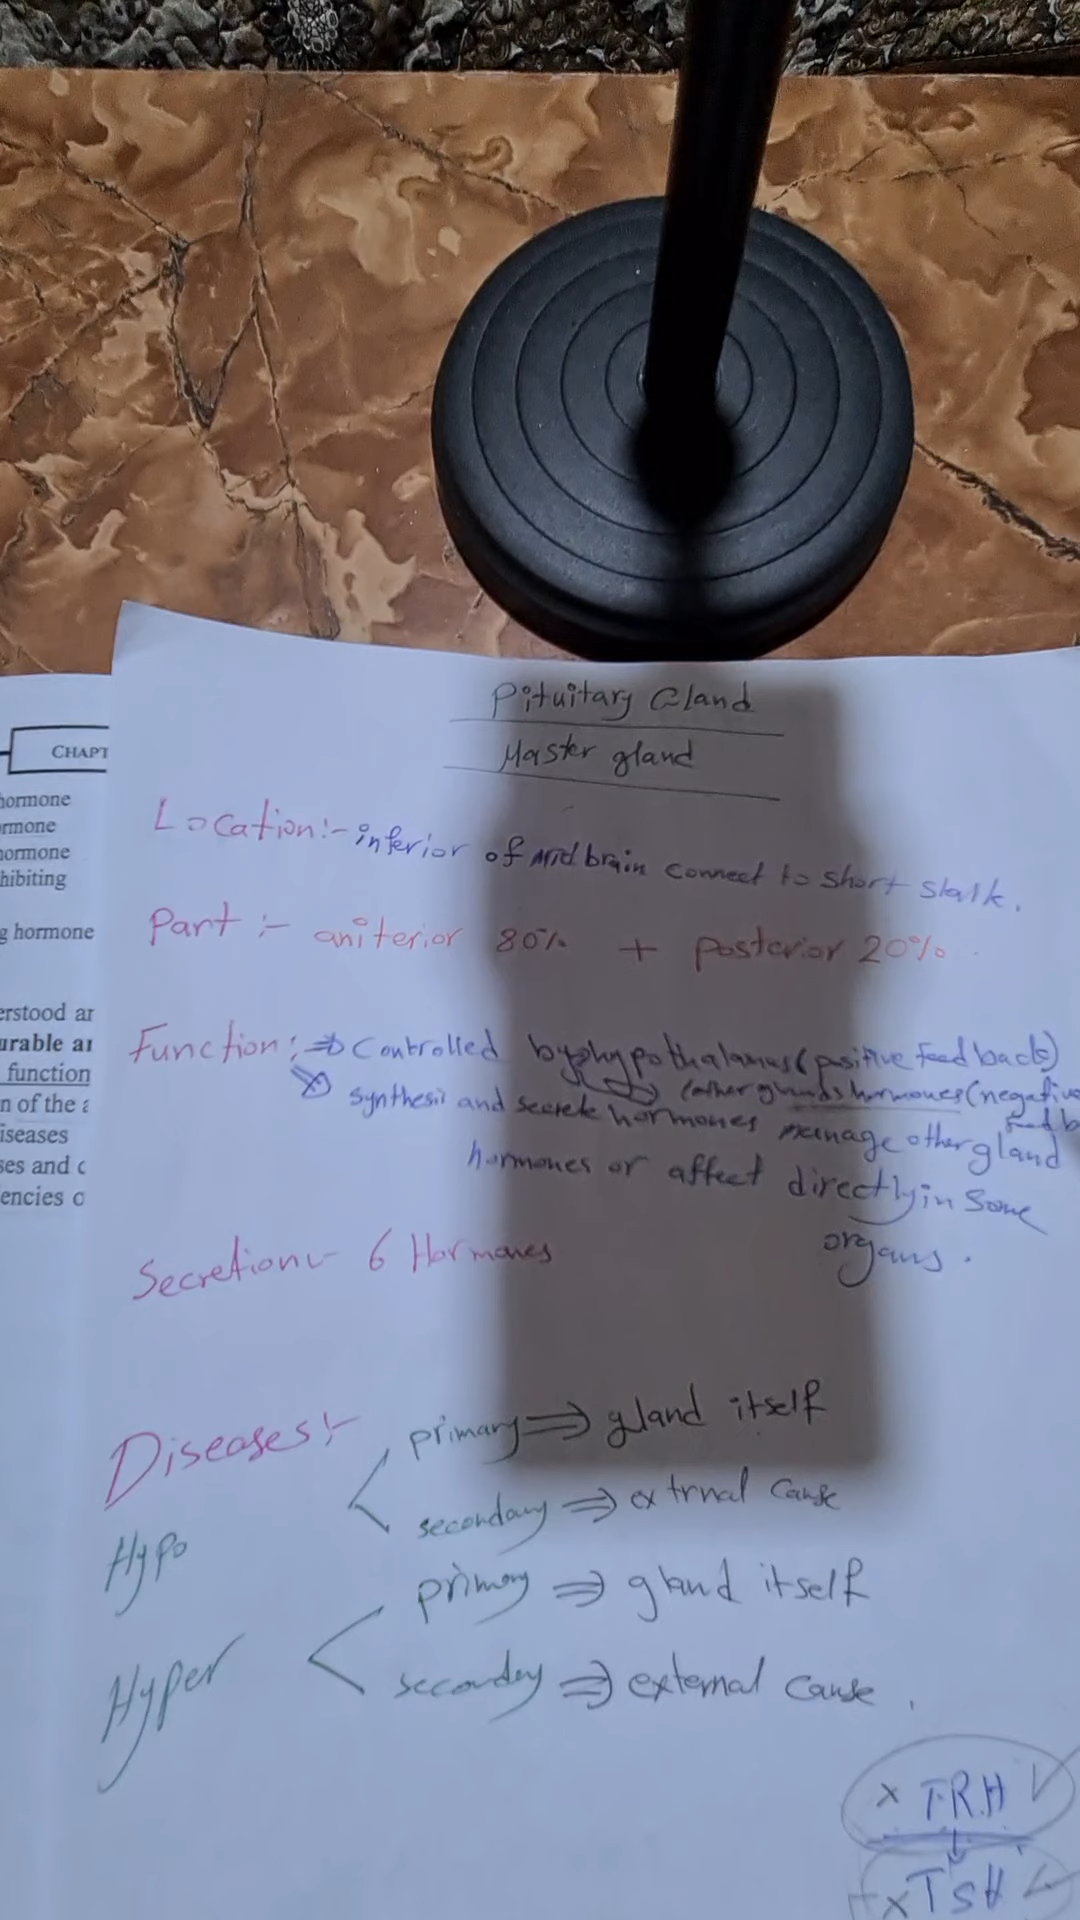 CHAPT
hormone
rmone
hormone
hibiting
g hormone
erstood ar
urable ar
function
n of the a
iseases
ses and c
encies o
Pituitary Gland
Master gland
Location:- inferior of midbrain connect to short stalk.
Part :- aniterior 80% + posterior 20%
Function: ⇒ Controlled by hypothalamus (positive feed back)
(other glands hormones (negative
feed b
synthesis and secrete hormones manage other gland
hormones or affect directly in some
organs.
Secretion:- 6 Hormones
Diseases:-
Hypo
primary ⇒ gland itself
secondary ⇒ extrnal cause
Hyper
primary ⇒ gland itself
secondary ⇒ external cause.
x TRH ✓
↓
x TSH ✓